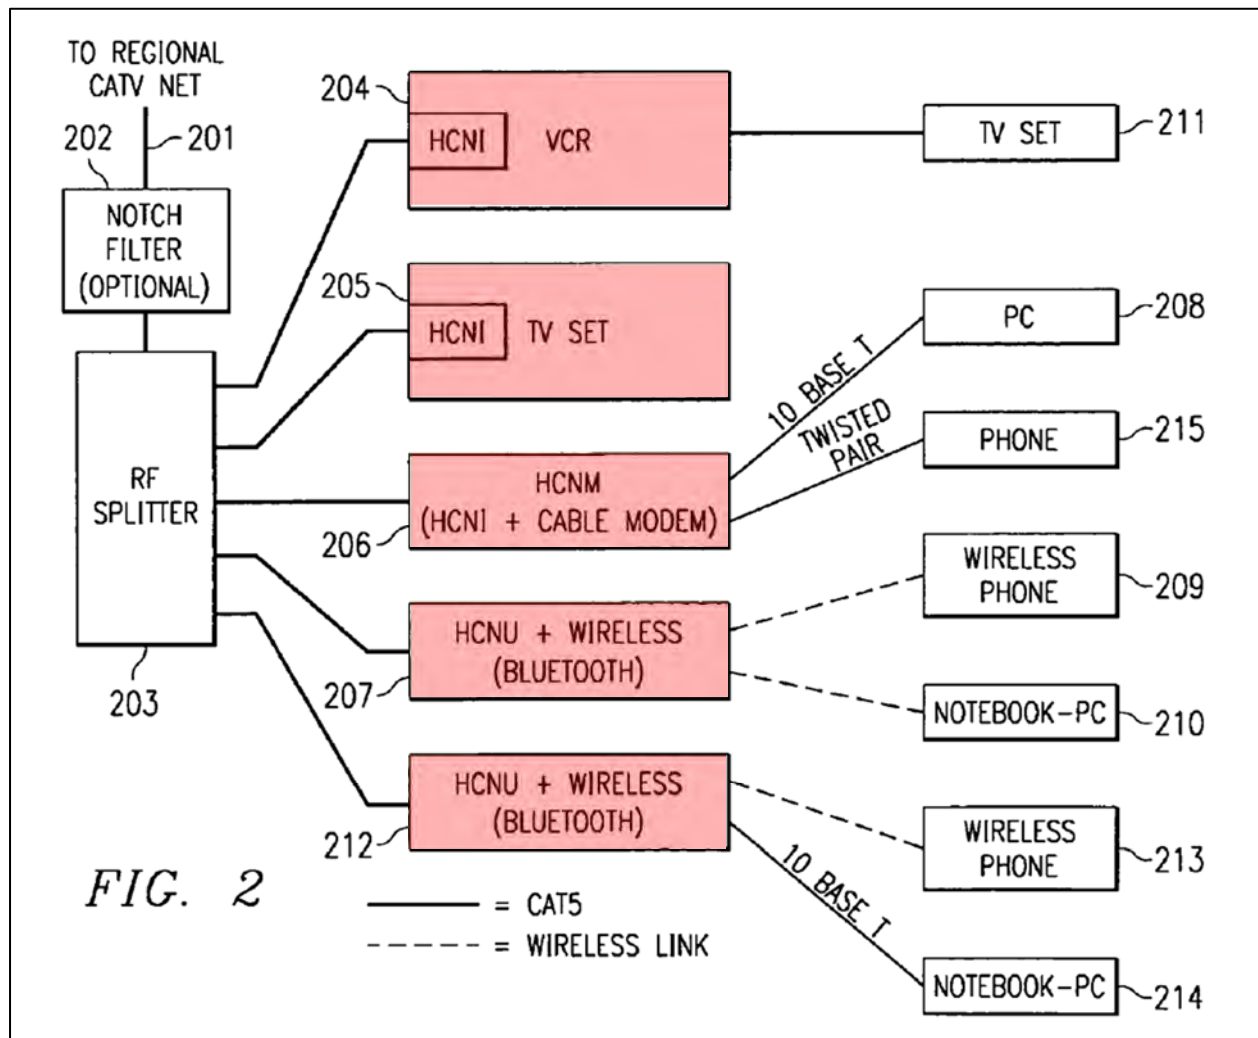 TO REGIONAL
CATV NET
202
201
NOTCH
FILTER
(OPTIONAL)
RF
SPLITTER
203
204
HCNI VCR
TV SET
211
205
HCNI TV SET
HCNM
(HCNI + CABLE MODEM)
206
10 BASE T
TWISTED
PAIR
PC
208
PHONE
215
HCNU + WIRELESS
(BLUETOOTH)
207
WIRELESS
PHONE
209
NOTEBOOK-PC
210
HCNU + WIRELESS
(BLUETOOTH)
212
WIRELESS
PHONE
213
10 BASE T
NOTEBOOK-PC
214
FIG. 2
= CAT5
= WIRELESS LINK